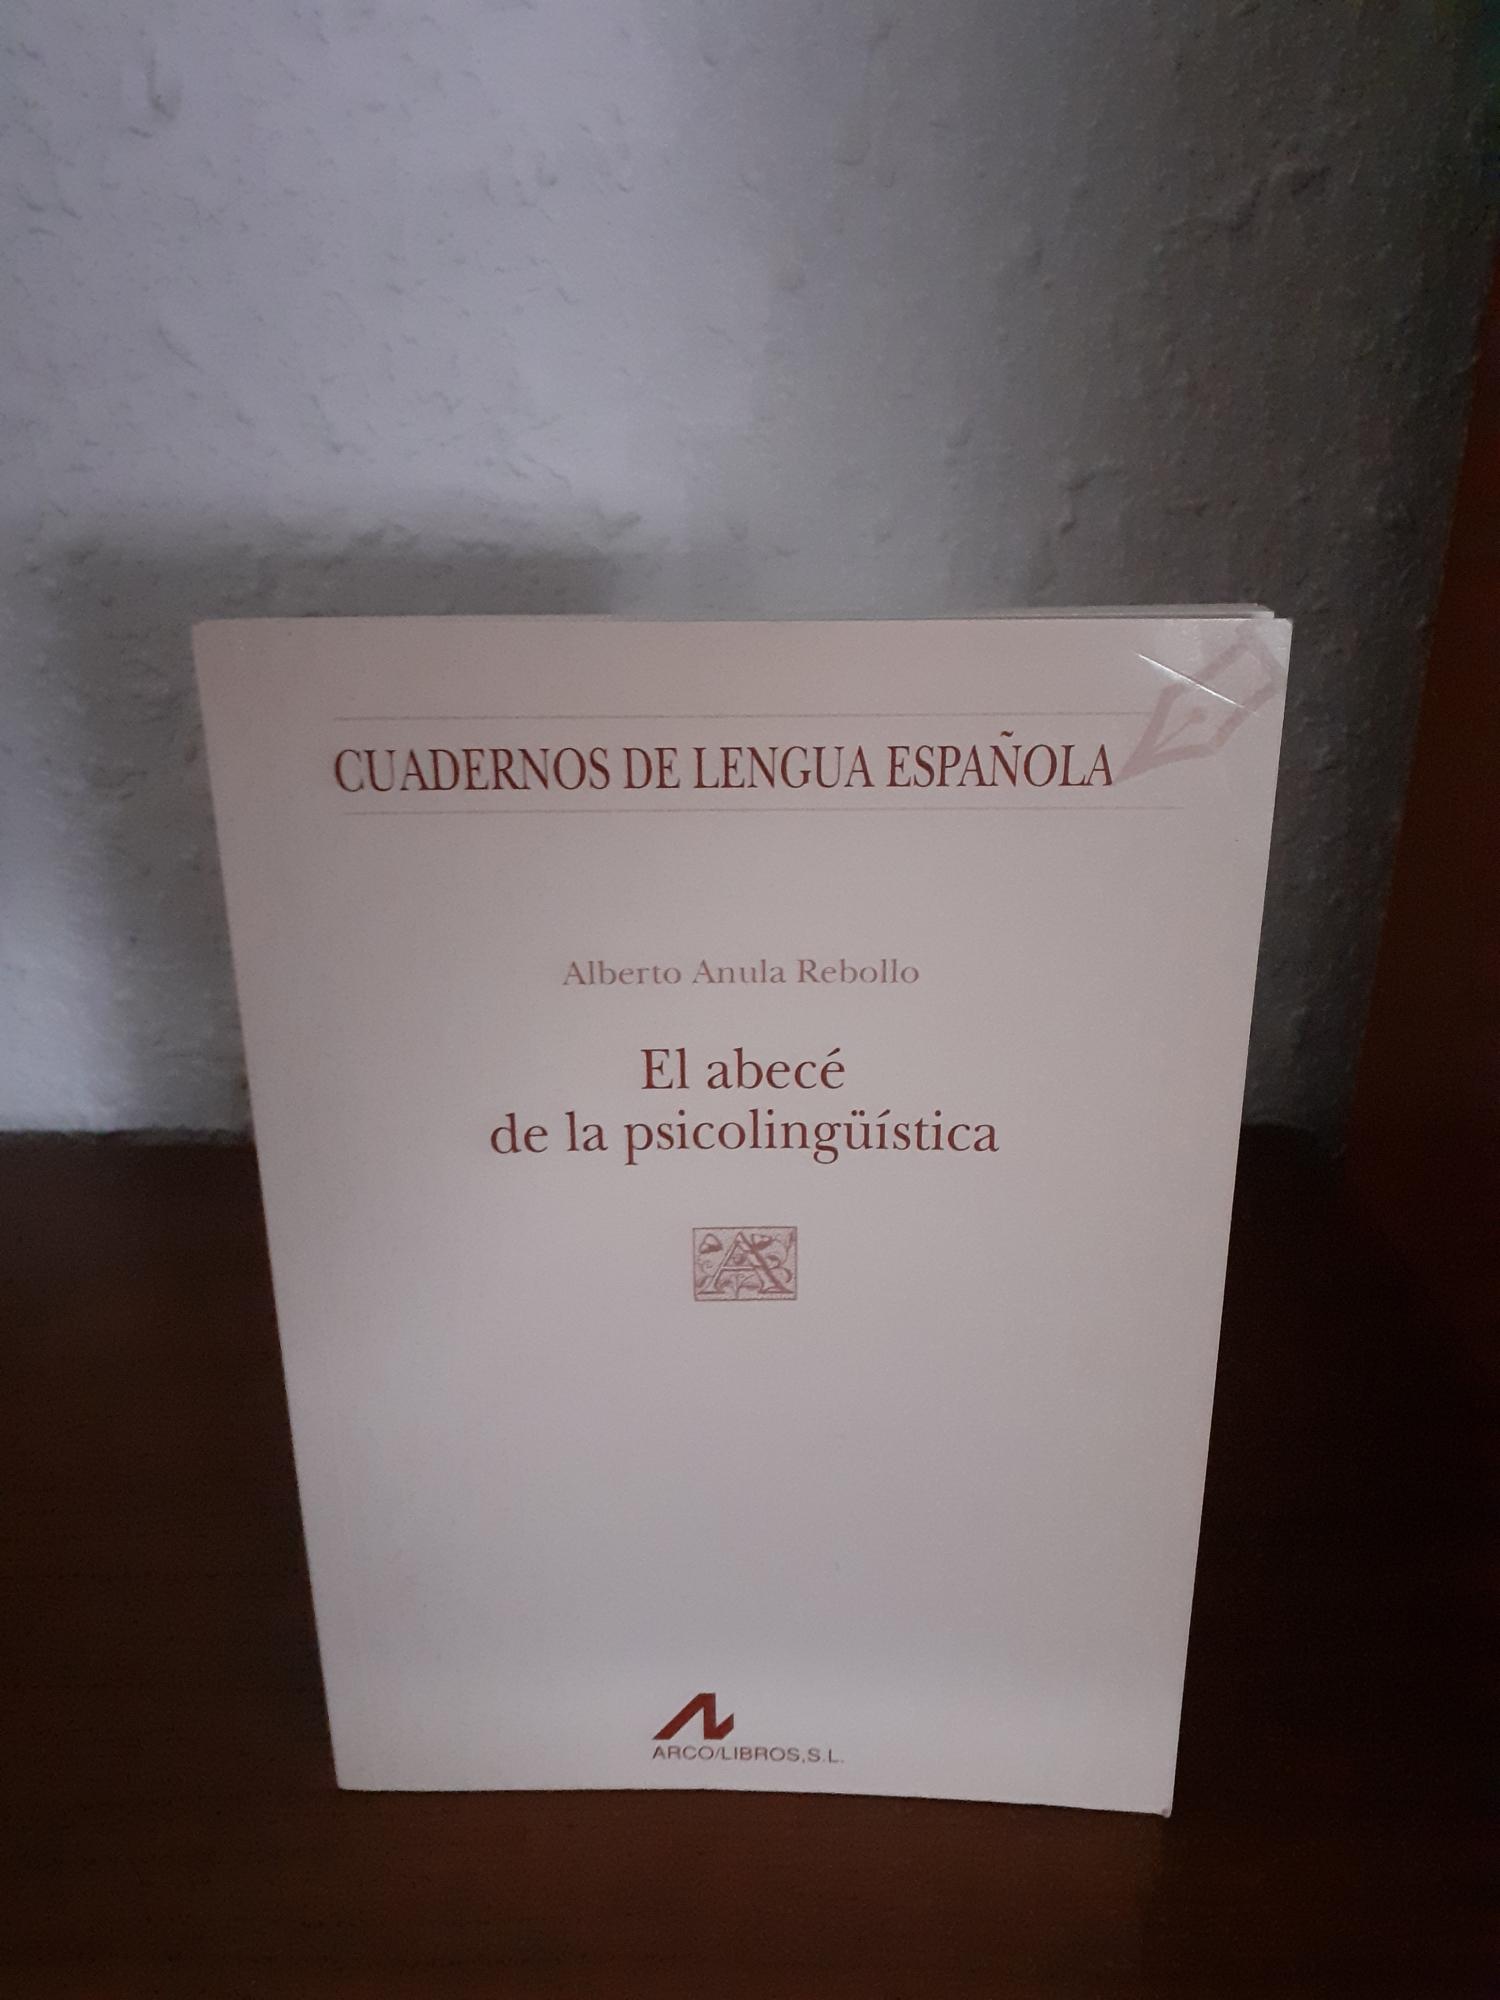 CUADERNOS DE LENGUA ESPAÑOLA
Alberto Anula Rebollo
El abecé
de la psicolingüística
A
ARCO/LIBROS, S.L.